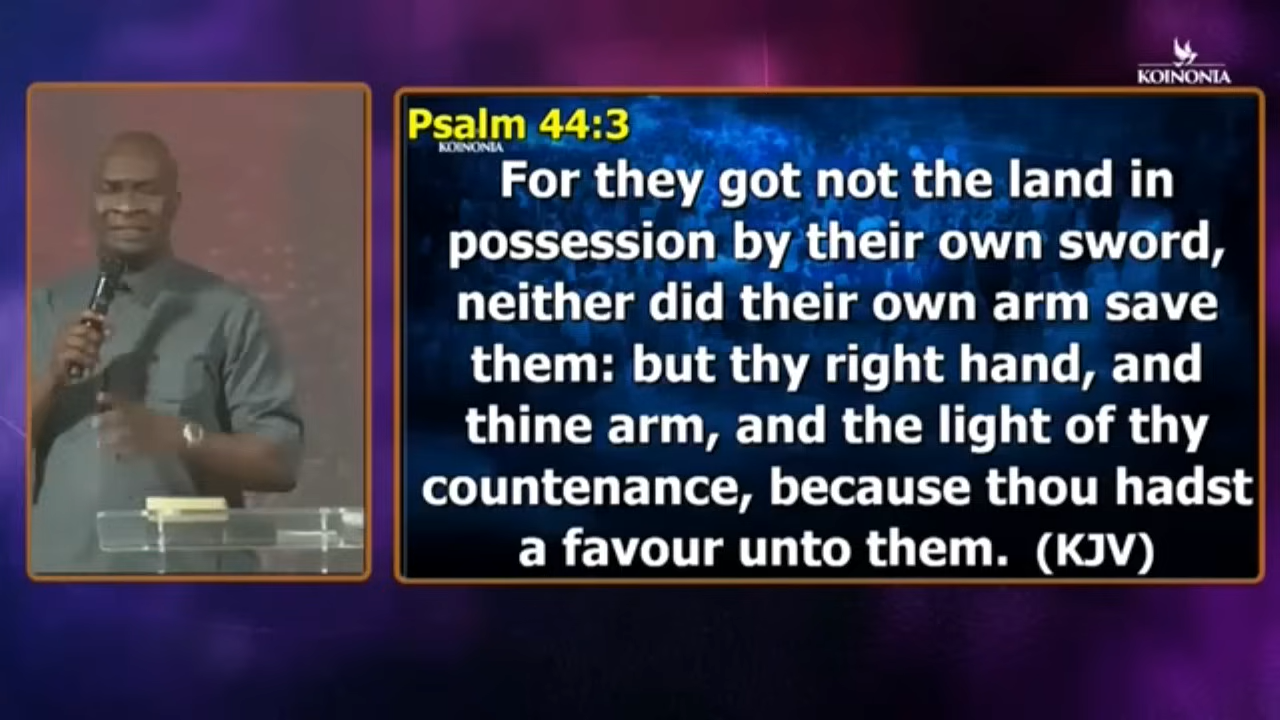 KOINONIA
Psalm 44:3
KOINONIA
For they got not the land in
possession by their own sword,
neither did their own arm save
them: but thy right hand, and
thine arm, and the light of thy
countenance, because thou hadst
a favour unto them. (KJV)